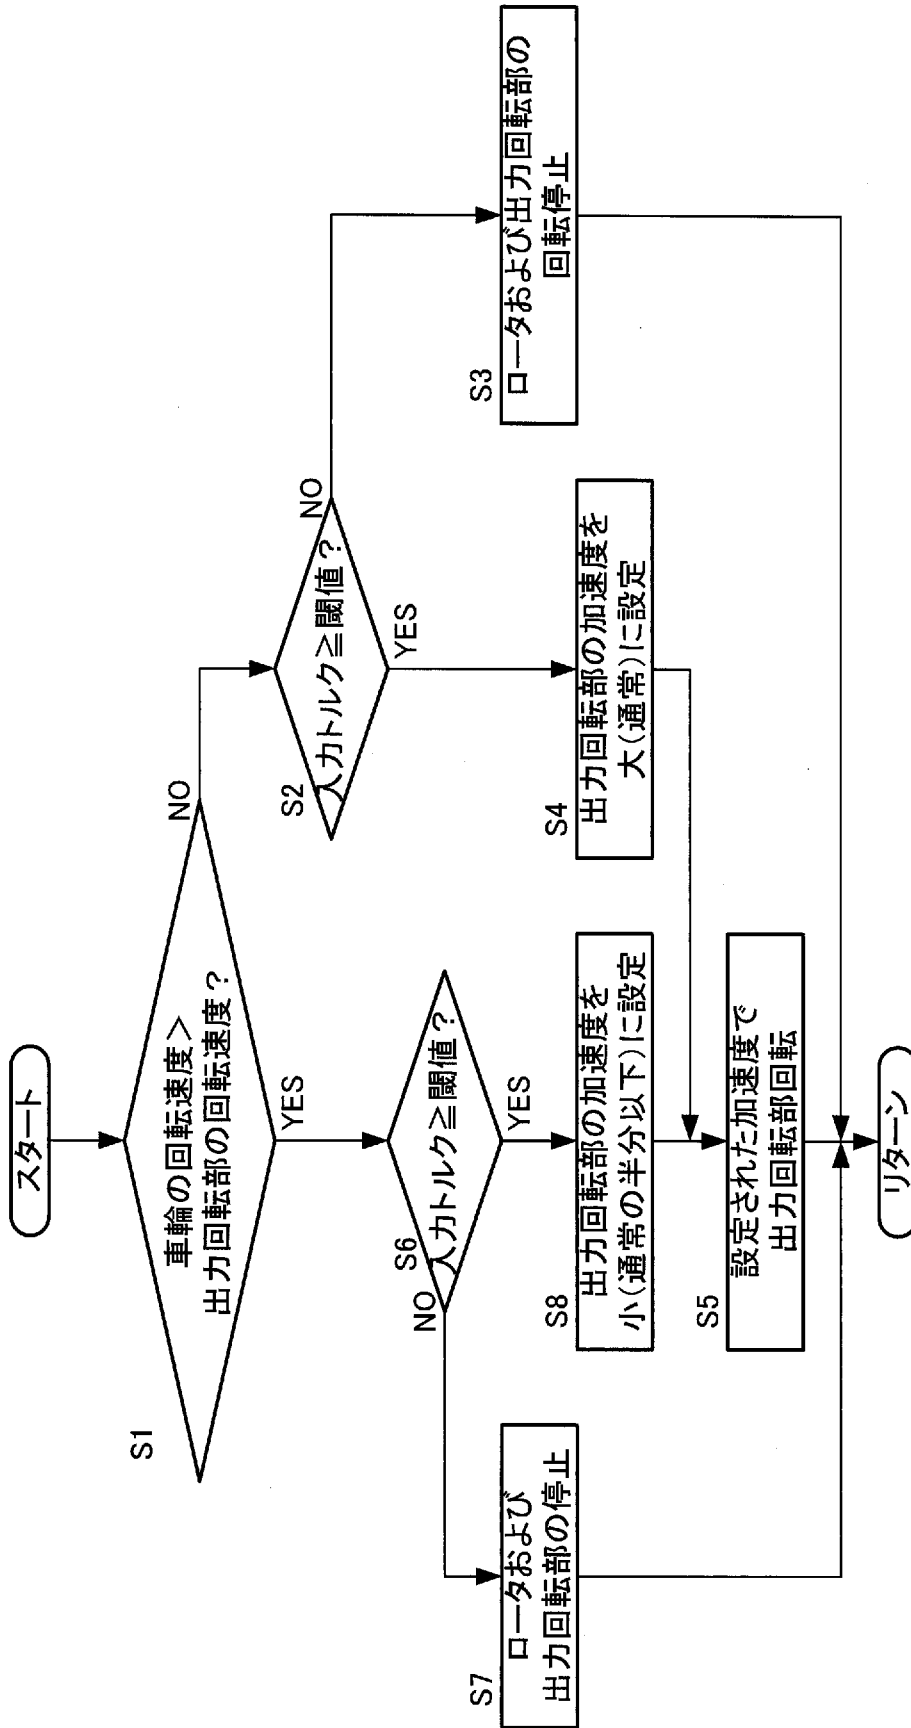 スタート
S1
車輪の回転速度>
出力回転部の回転速度?
NO
YES
S6
入力トルク≧閾値?
NO
YES
S2
入力トルク≧閾値?
NO
YES
S7
ロータおよび
出力回転部の停止
S8
出力回転部の加速度を
小(通常の半分以下)に設定
S4
出力回転部の加速度を
大(通常)に設定
S3
ロータおよび出力回転部の
回転停止
S5
設定された加速度で
出力回転部回転
リターン